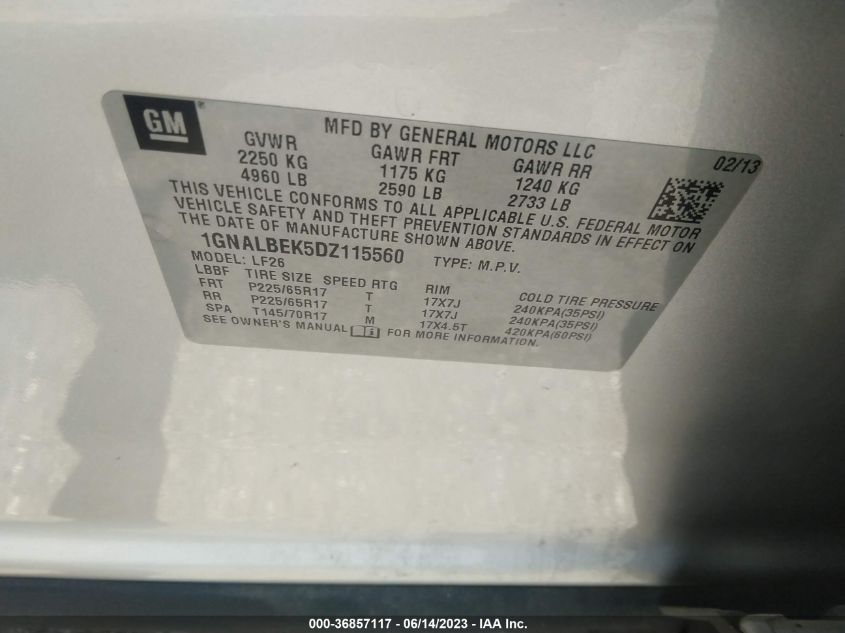 GM ®
MFD BY GENERAL MOTORS LLC 02/13
GVWR GAWR FRT GAWR RR
2250 KG 1175 KG 1240 KG
4960 LB 2590 LB 2733 LB
THIS VEHICLE CONFORMS TO ALL APPLICABLE U.S. FEDERAL MOTOR
VEHICLE SAFETY AND THEFT PREVENTION STANDARDS IN EFFECT ON
THE DATE OF MANUFACTURE SHOWN ABOVE.
1GNALBEK5DZ115560 TYPE: M.P.V.
MODEL: LF26
LBBF TIRE SIZE SPEED RTG RIM COLD TIRE PRESSURE
FRT P225/65R17 T 17X7J 240KPA(35PSI)
RR P225/65R17 T 17X7J 240KPA(35PSI)
SPA T145/70R17 M 17X4.5T 420KPA(60PSI)
SEE OWNER'S MANUAL FOR MORE INFORMATION.
000-36857117 - 06/14/2023 - IAA Inc.